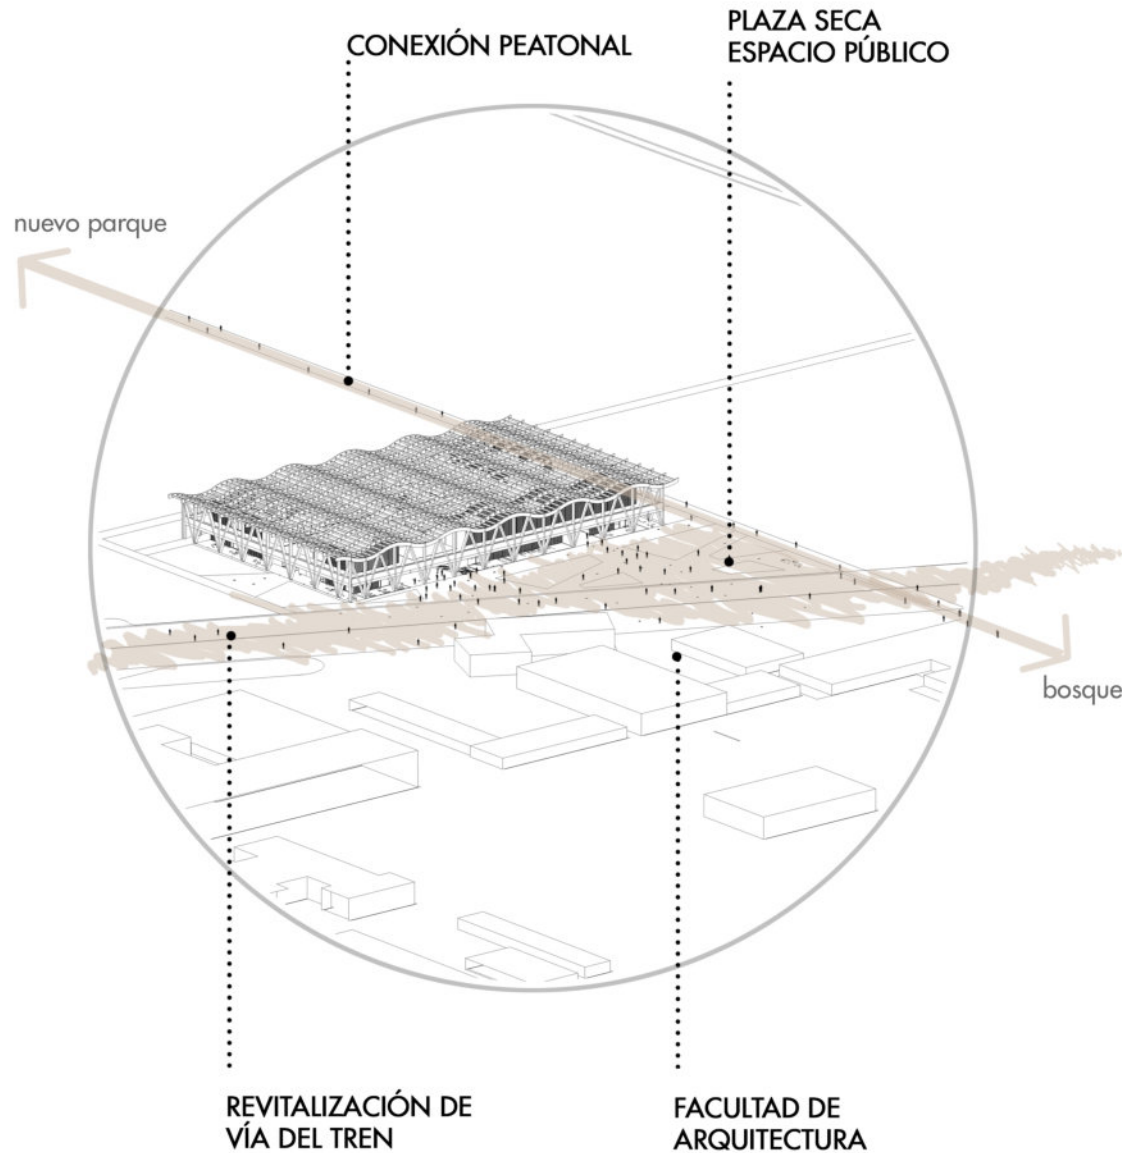 CONEXIÓN PEATONAL
PLAZA SECA
ESPACIO PÚBLICO
nuevo parque
bosque
REVITALIZACIÓN DE
VÍA DEL TREN
FACULTAD DE
ARQUITECTURA